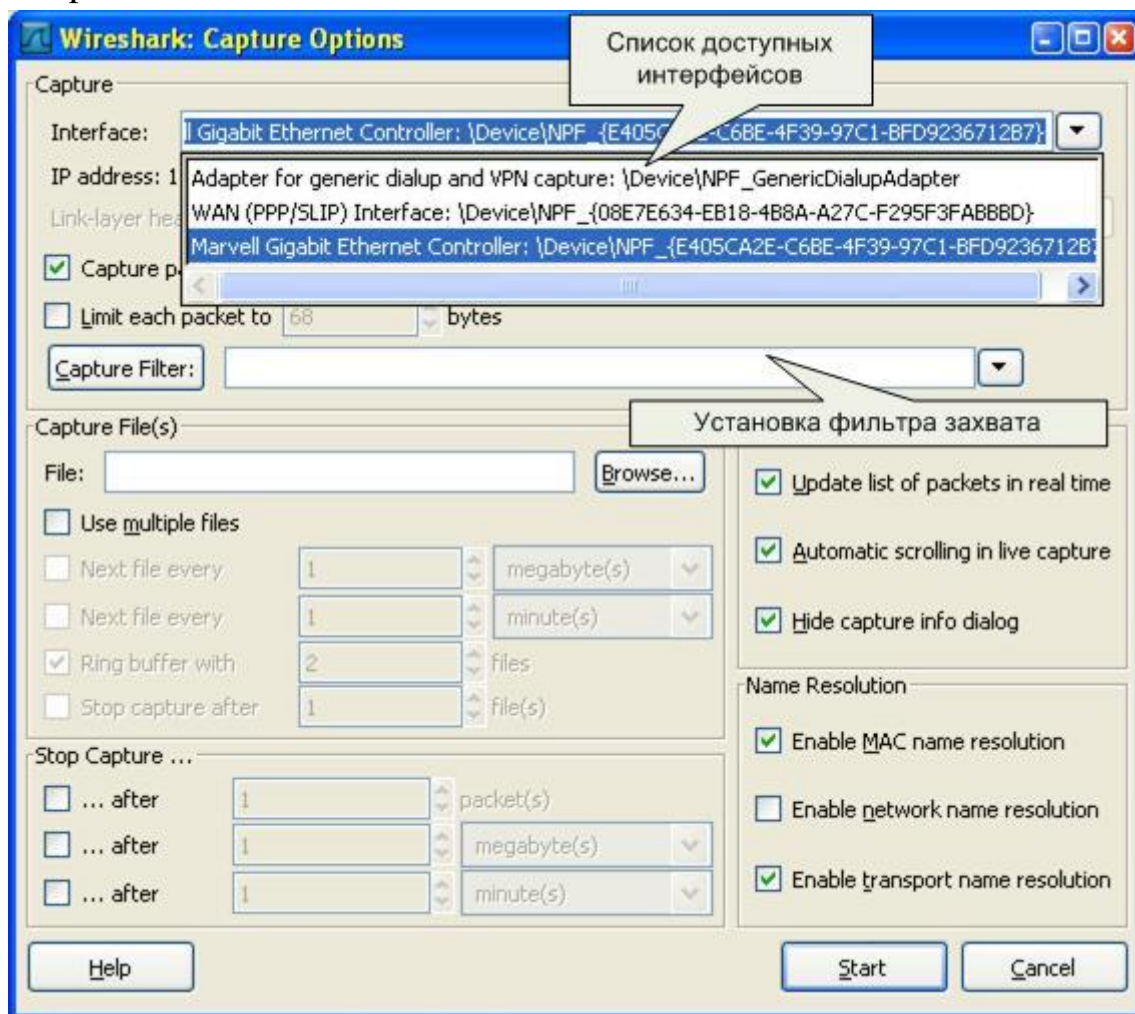 Wireshark: Capture Options
Список доступных
интерфейсов
Capture
Interface: l Gigabit Ethernet Controller: \Device\NPF_{E405C -C6BE-4F39-97C1-BFD9236712B7}
IP address: 1
Adapter for generic dialup and VPN capture: \Device\NPF_GenericDialupAdapter
Link-layer hea
WAN (PPP/SLIP) Interface: \Device\NPF_{08E7E634-EB18-4B8A-A27C-F295F3FABBBD}
Marvell Gigabit Ethernet Controller: \Device\NPF_{E405CA2E-C6BE-4F39-97C1-BFD9236712B7
Capture p
Limit each packet to 68 bytes
Capture Filter:
Установка фильтра захвата
Capture File(s)
File: Browse...
Use multiple files
Next file every 1 megabyte(s)
Next file every 1 minute(s)
Ring buffer with 2 files
Stop capture after 1 file(s)
Stop Capture ...
... after 1 packet(s)
... after 1 megabyte(s)
... after 1 minute(s)
Update list of packets in real time
Automatic scrolling in live capture
Hide capture info dialog
Name Resolution
Enable MAC name resolution
Enable network name resolution
Enable transport name resolution
Help Start Cancel